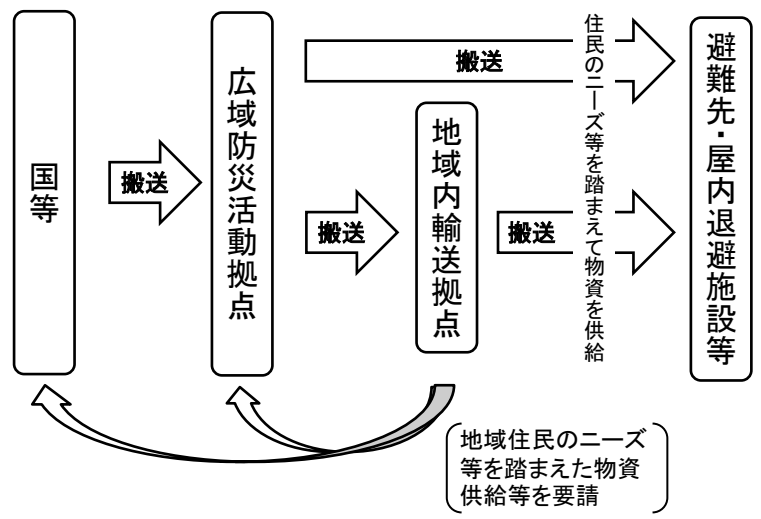 国等
搬送
広域防災活動拠点
搬送
搬送
地域内輸送拠点
搬送
住民のニーズ等を踏まえて物資を供給
避難先・屋内退避施設等
地域住民のニーズ
等を踏まえた物資
供給等を要請